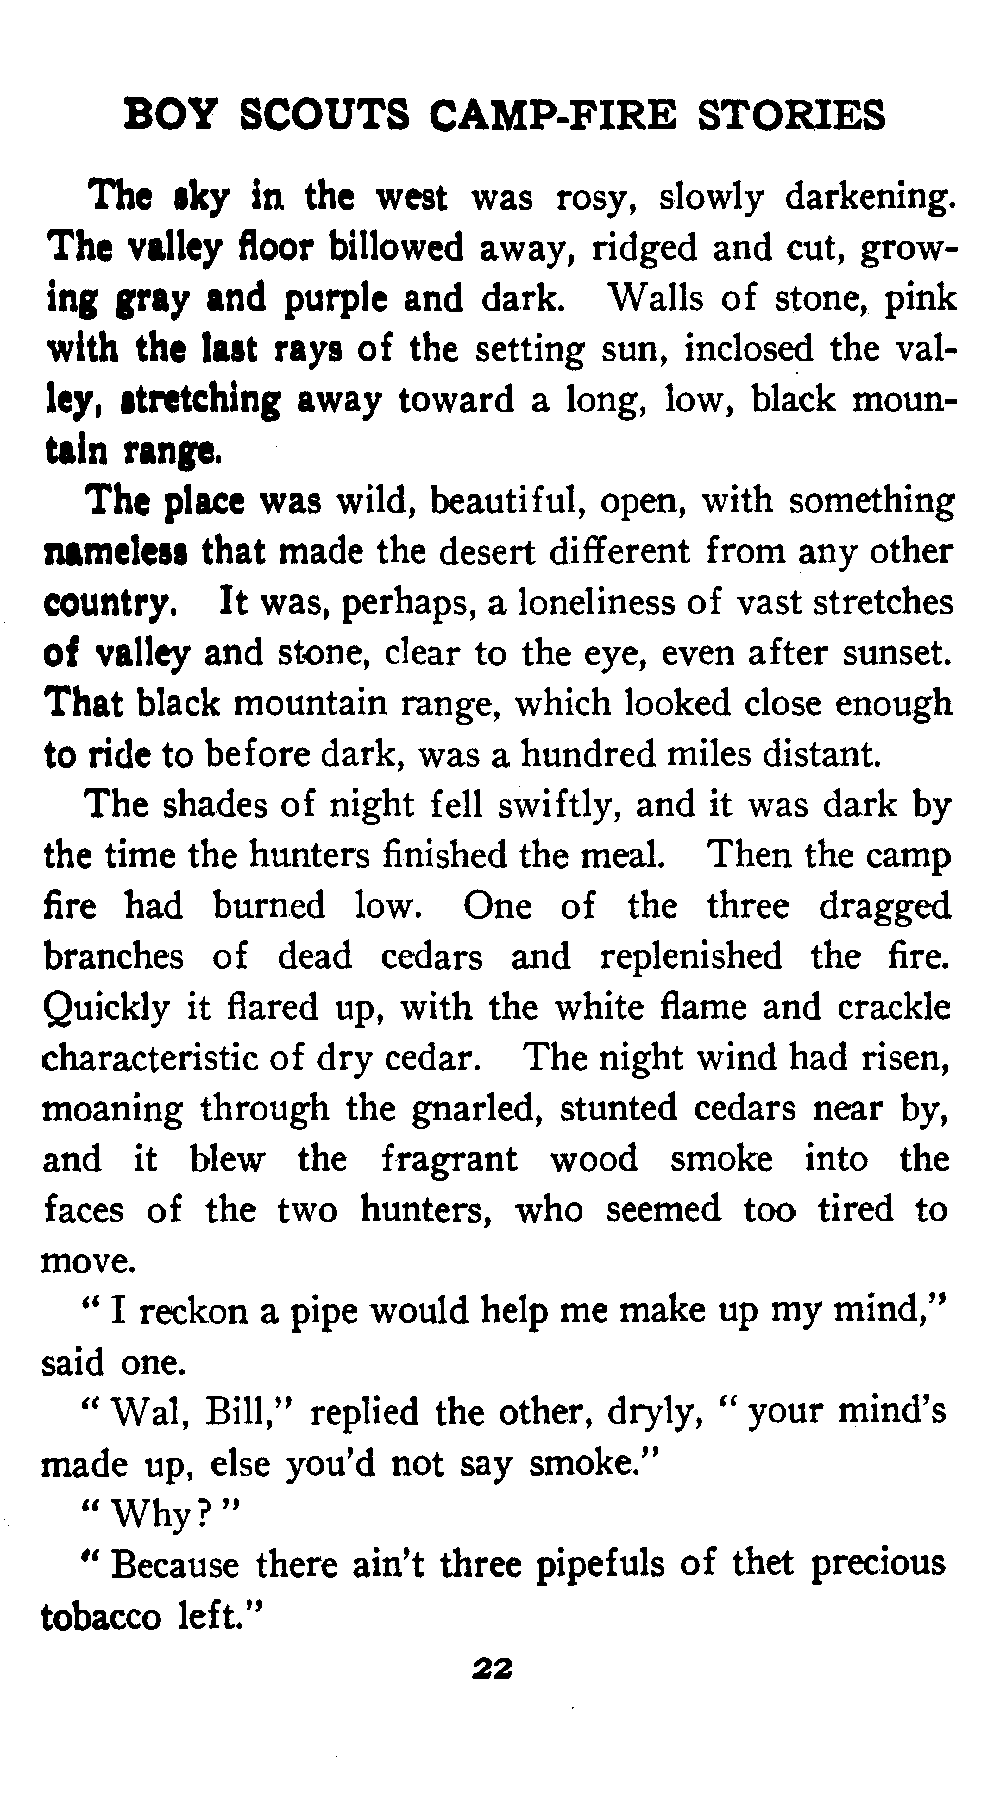 BOY SCOUTS CAMP-FIRE STORIES
The sky in the west was rosy, slowly darkening.
The valley floor billowed away, ridged and cut, grow-
ing gray and purple and dark. Walls of stone, pink
with the last rays of the setting sun, inclosed the val-
ley, stretching away toward a long, low, black moun-
tain range.
The place was wild, beautiful, open, with something
nameless that made the desert different from any other
country. It was, perhaps, a loneliness of vast stretches
of valley and stone, clear to the eye, even after sunset.
That black mountain range, which looked close enough
to ride to before dark, was a hundred miles distant.
The shades of night fell swiftly, and it was dark by
the time the hunters finished the meal. Then the camp
fire had burned low. One of the three dragged
branches of dead cedars and replenished the fire.
Quickly it flared up, with the white flame and crackle
characteristic of dry cedar. The night wind had risen,
moaning through the gnarled, stunted cedars near by,
and it blew the fragrant wood smoke into the
faces of the two hunters, who seemed too tired to
move.
" I reckon a pipe would help me make up my mind,"
said one.
" Wal, Bill," replied the other, dryly, " your mind's
made up, else you'd not say smoke."
" Why? "
" Because there ain't three pipefuls of thet precious
tobacco left."
22